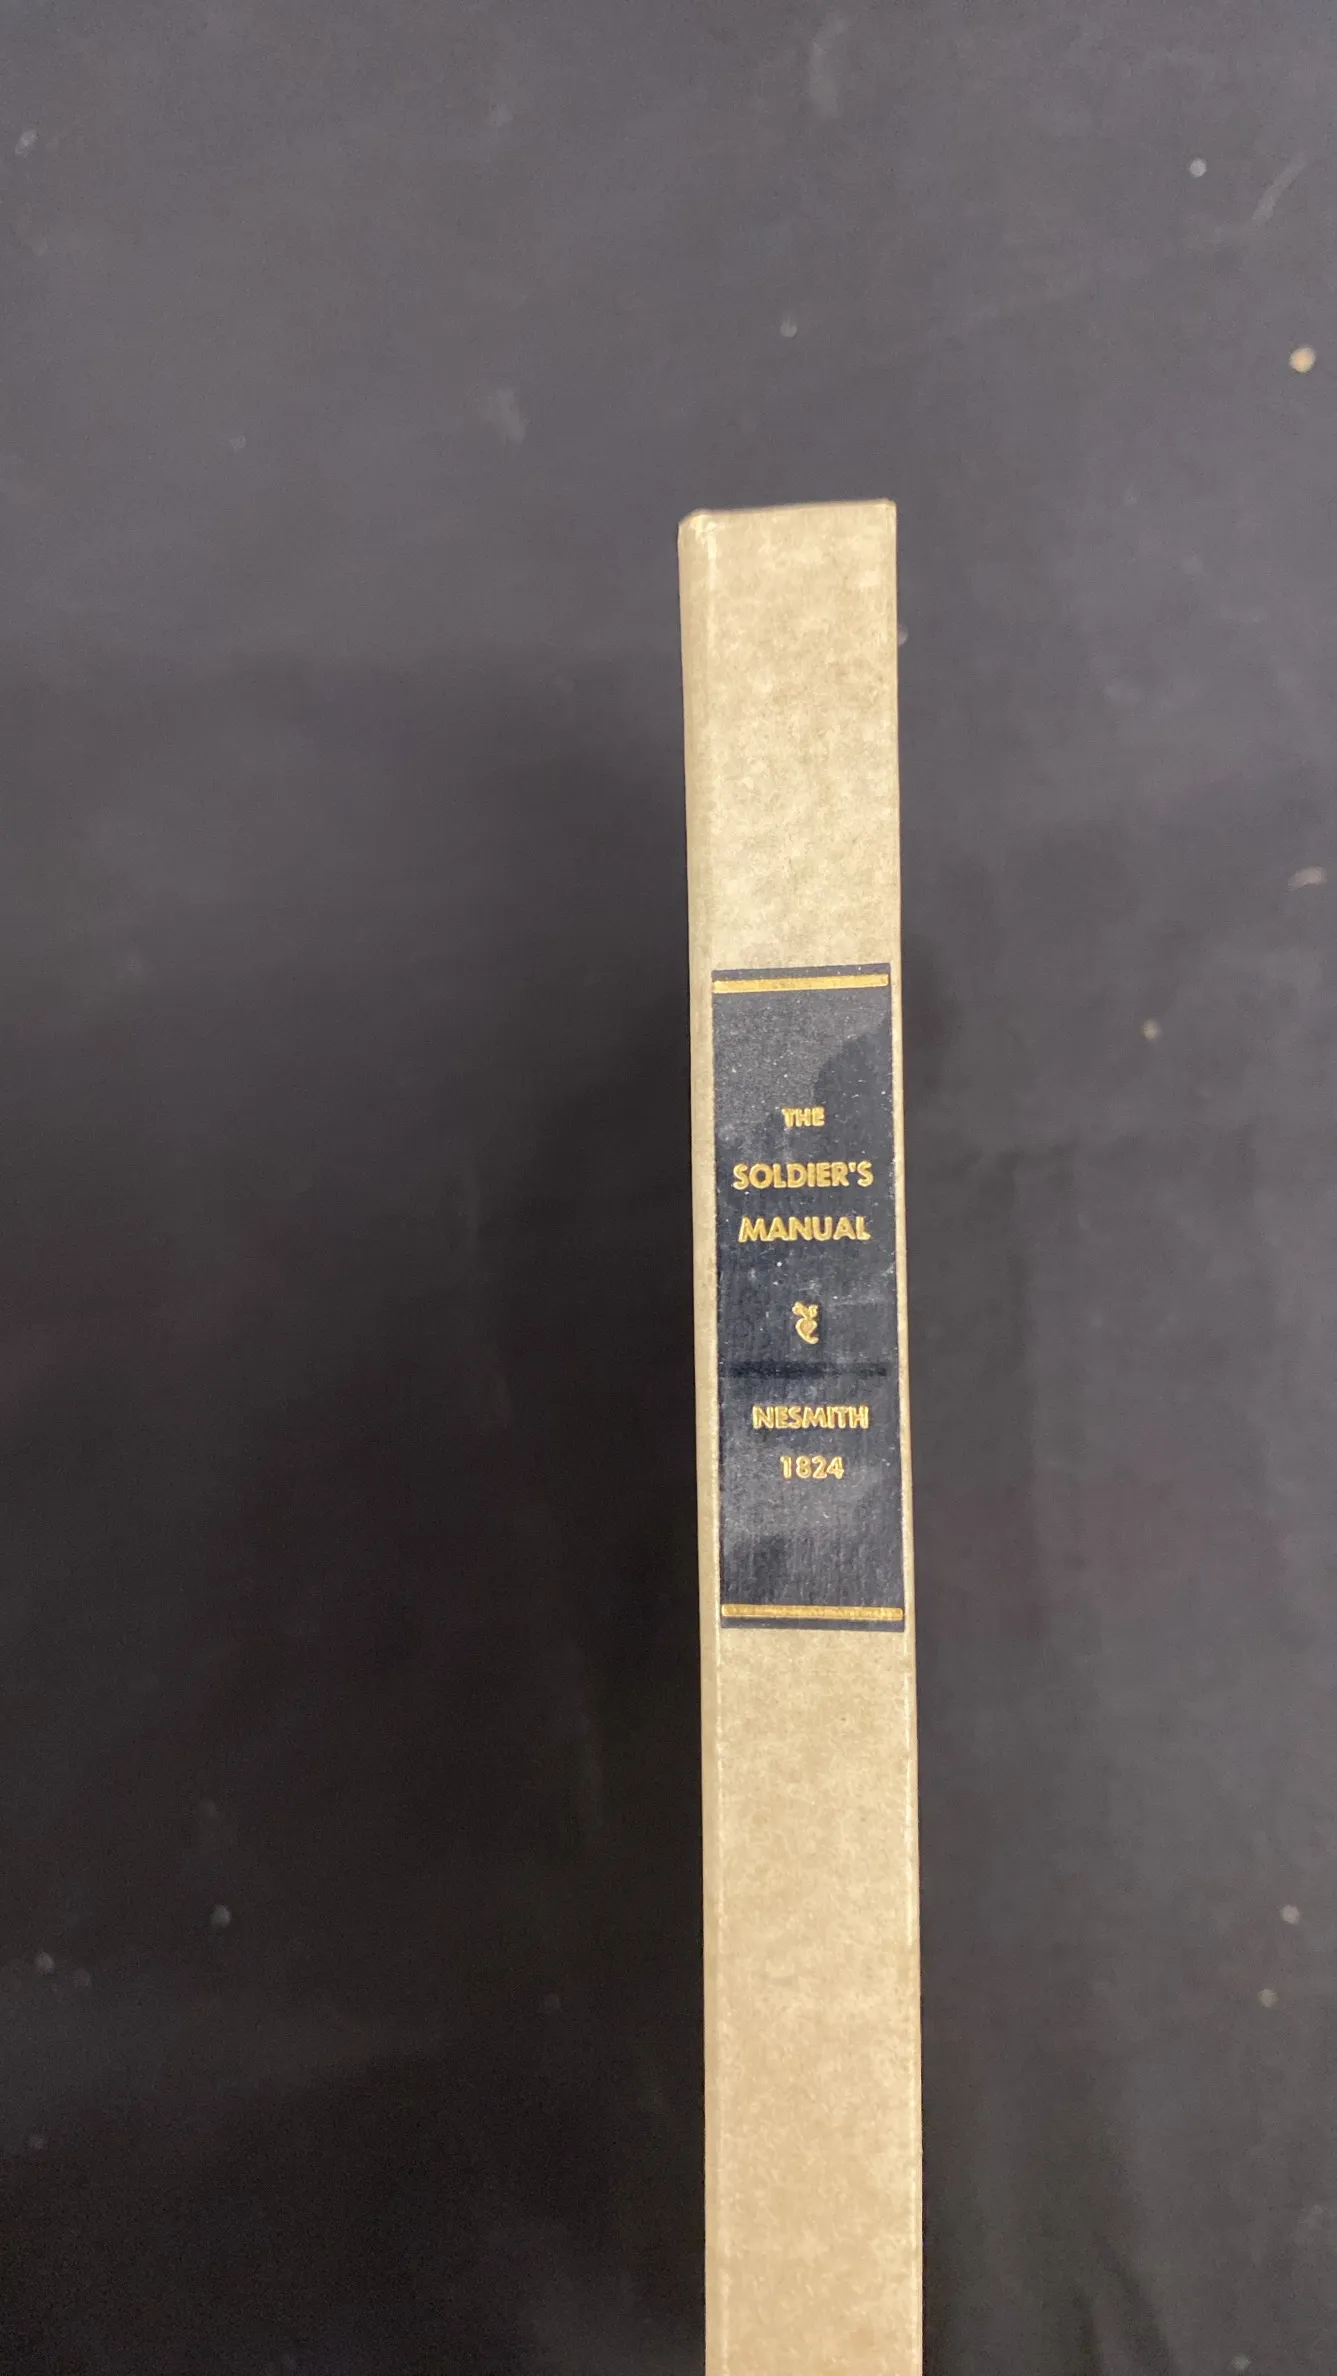 THE
SOLDIER'S
MANUAL
NESMITH
1824